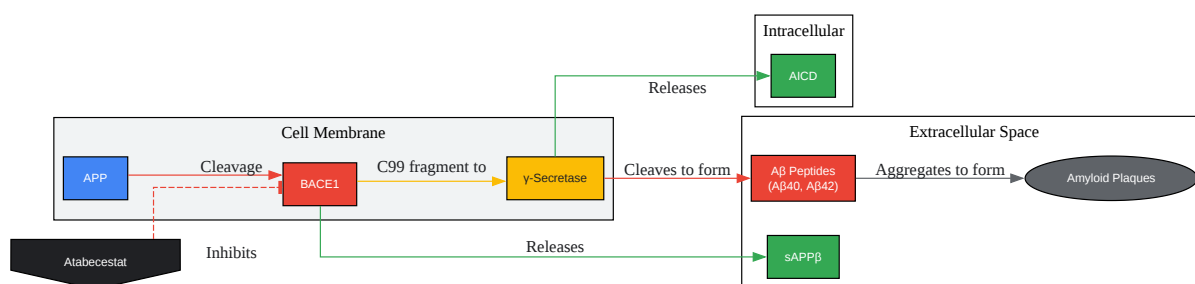 Intracellular
AICD
Releases
Cell Membrane
Extracellular Space
APP
Cleavage
BACE1
C99 fragment to
γ-Secretase
Cleaves to form
Aβ Peptides
(Aβ40, Aβ42)
Aggregates to form
Amyloid Plaques
Atabecestat
Inhibits
Releases
sAPPβ